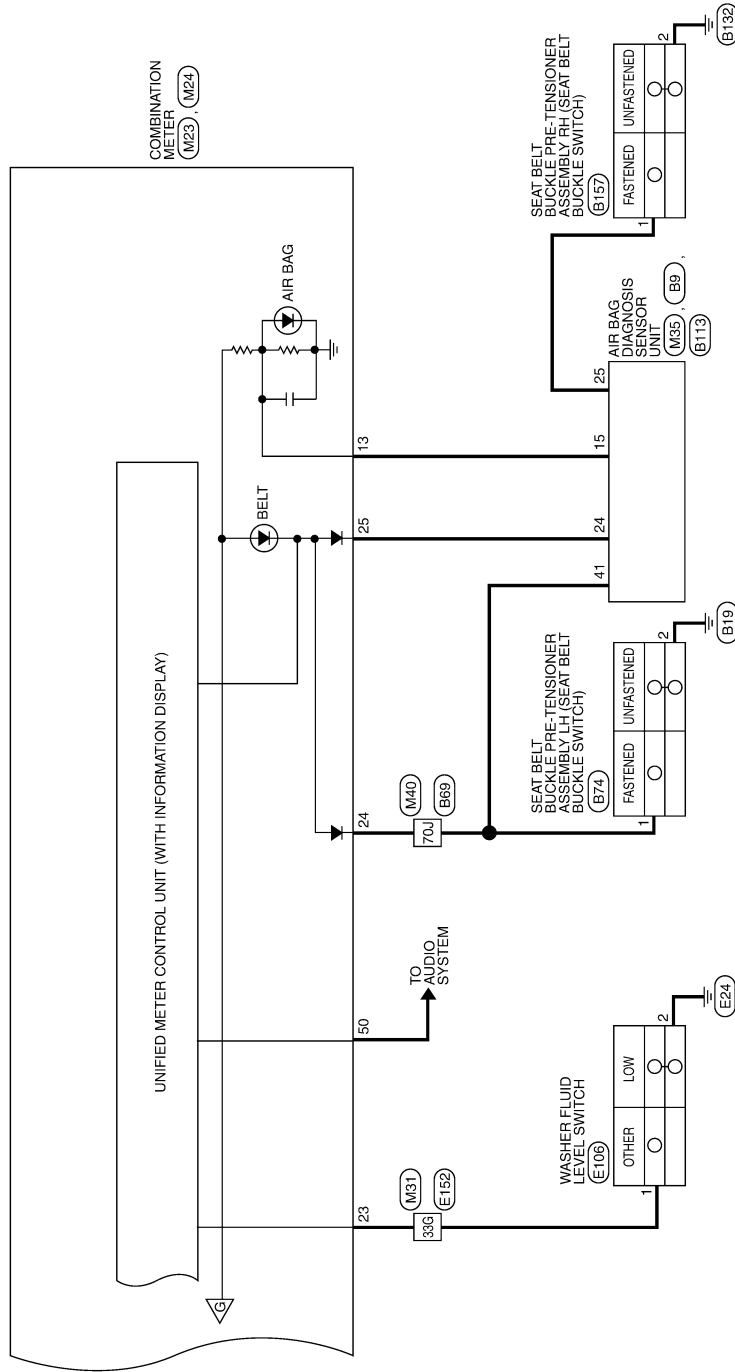 COMBINATION
METER
M23 , M24
UNIFIED METER CONTROL UNIT (WITH INFORMATION DISPLAY)
G
BELT
AIR BAG
23
50
24
25
13
33G
M31
E152
TO
AUDIO
SYSTEM
70J
M40
B69
WASHER FLUID
LEVEL SWITCH
E106
OTHER
LOW
1
2
E24
SEAT BELT
BUCKLE PRE-TENSIONER
ASSEMBLY LH (SEAT BELT
BUCKLE SWITCH)
B74
FASTENED
UNFASTENED
1
2
B19
41
24
15
25
AIR BAG
DIAGNOSIS
SENSOR
UNIT
M35 , B9 ,
B113
SEAT BELT
BUCKLE PRE-TENSIONER
ASSEMBLY RH (SEAT BELT
BUCKLE SWITCH)
B157
FASTENED
UNFASTENED
1
2
B132